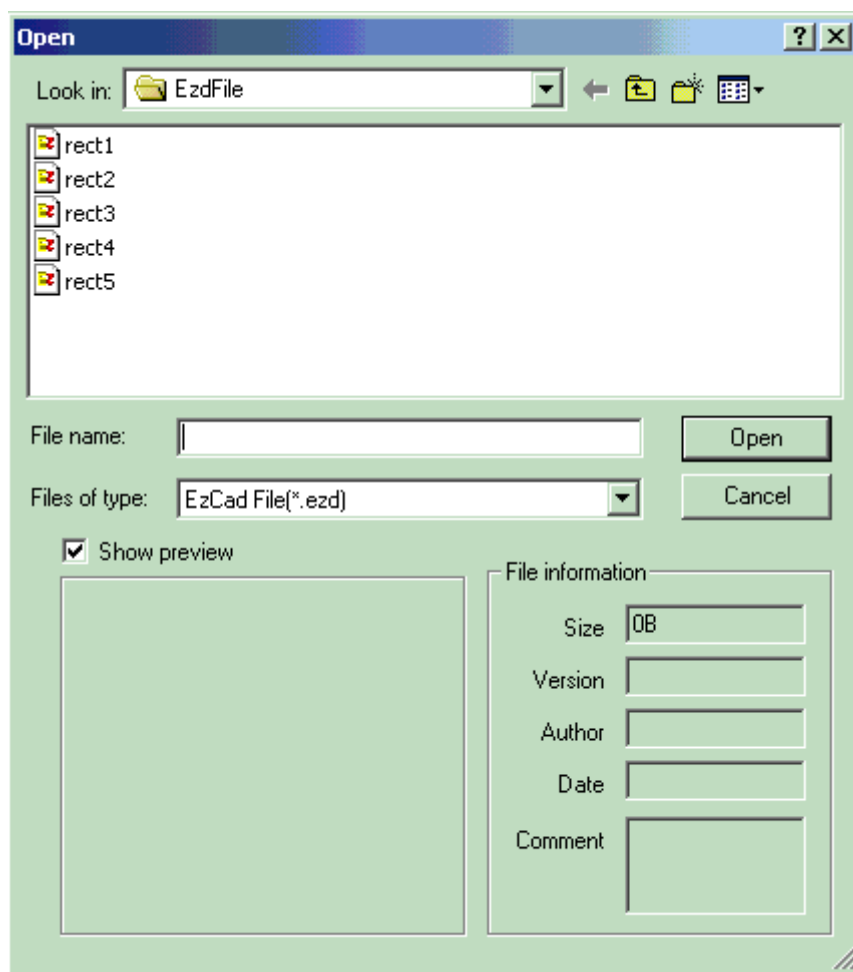 Open
Look in: EzdFile
rect1
rect2
rect3
rect4
rect5
File name: Open
Files of type: EzCad File(*.ezd) Cancel
Show preview
File information
Size 0B
Version
Author
Date
Comment